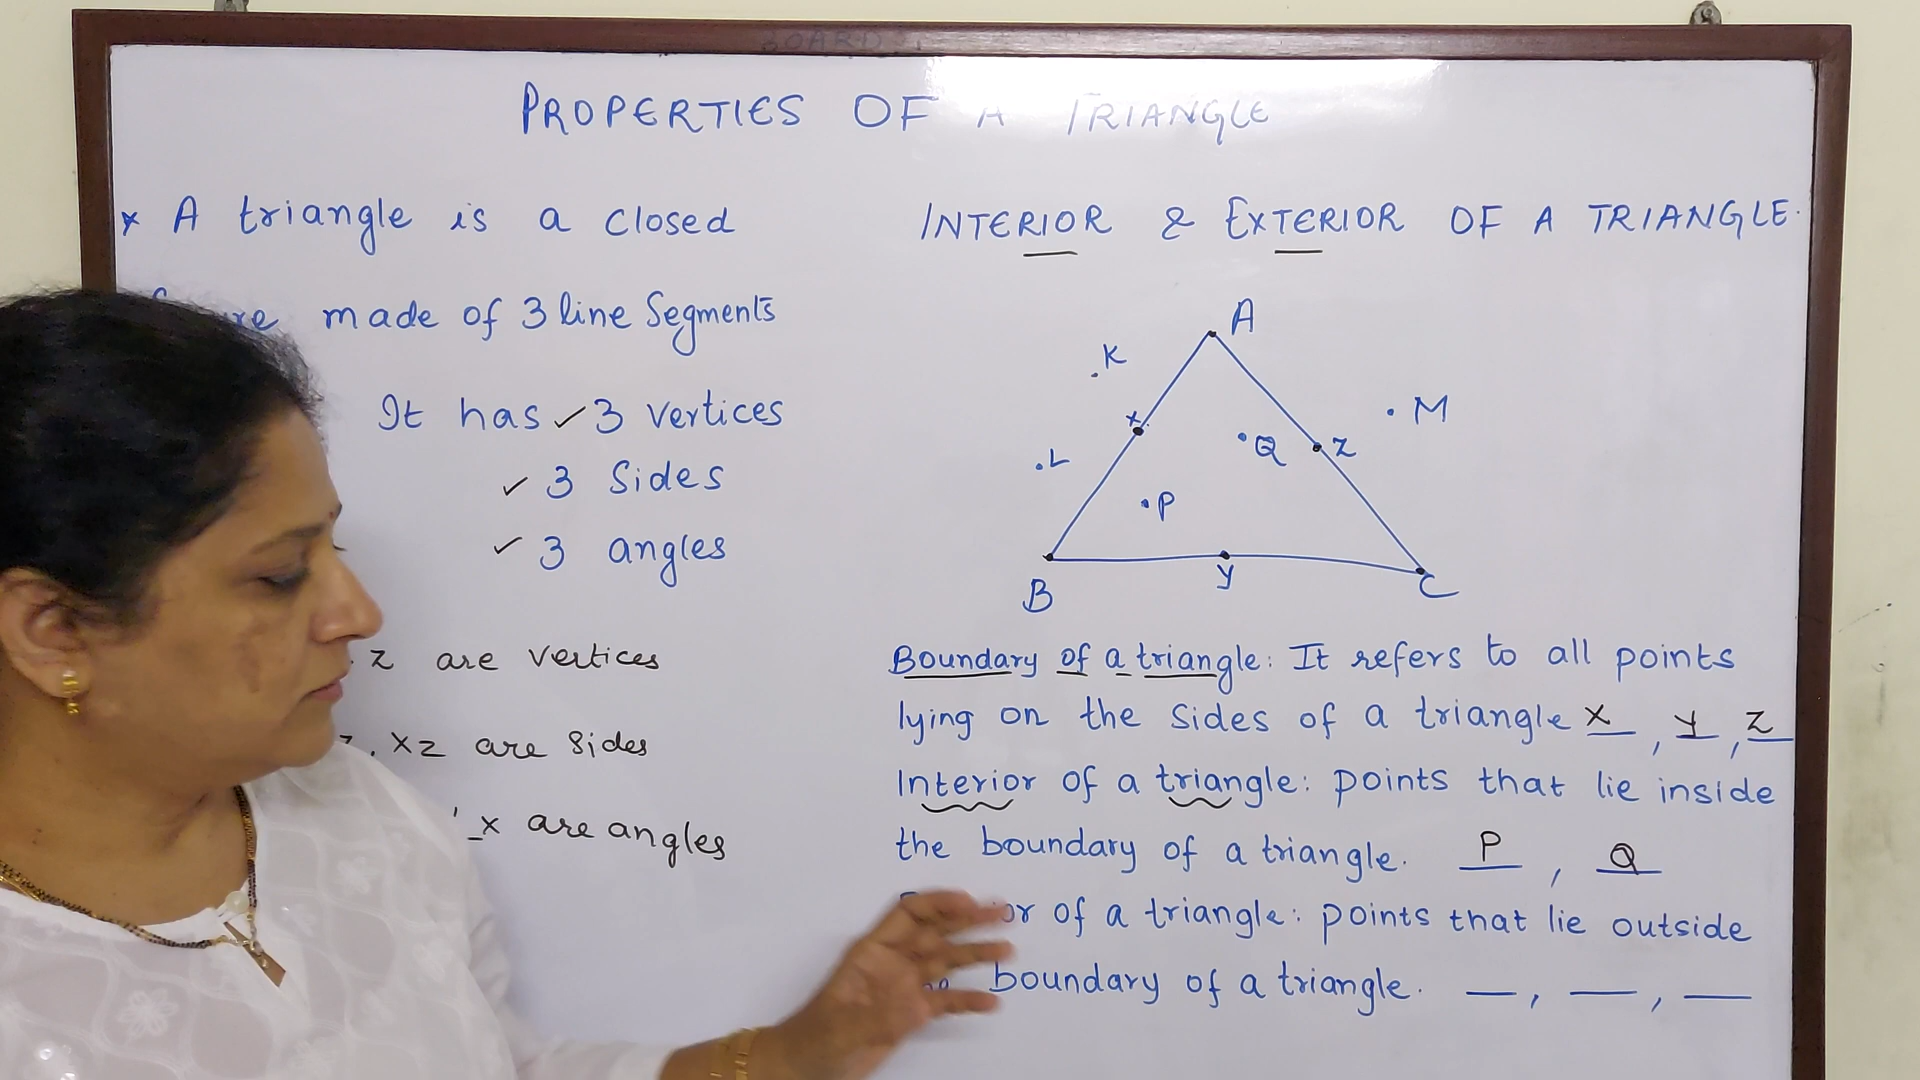 PROPERTIES OF A TRIANGLE
x A triangle is a closed
made of 3 line Segments
It has ✓ 3 vertices
✓ 3 Sides
✓ 3 angles
z are vertices
xz are Sides
x are angles
INTERIOR & EXTERIOR OF A TRIANGLE.
A
K
M
x
Q
z
L
P
B
y
C
Boundary of a triangle: It refers to all points
lying on the Sides of a triangle x, y, z
Interior of a triangle: points that lie inside
the boundary of a triangle. P, Q
of a triangle: points that lie outside
boundary of a triangle. __, __, __